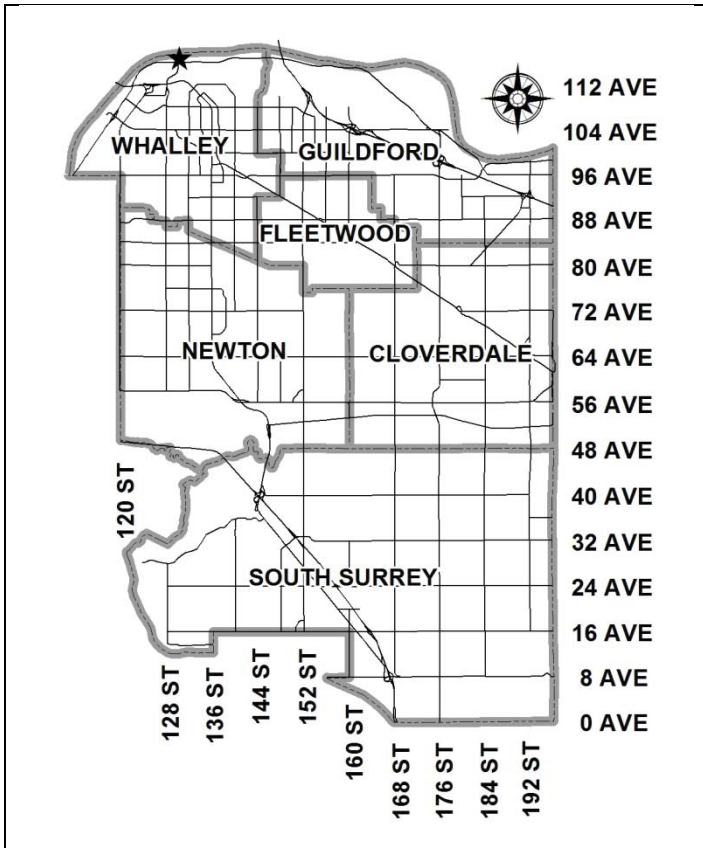 112 AVE
104 AVE
WHALLEY
GUILDFORD
96 AVE
88 AVE
FLEETWOOD
80 AVE
72 AVE
NEWTON
CLOVERDALE
64 AVE
56 AVE
48 AVE
120 ST
40 AVE
32 AVE
SOUTH SURREY
24 AVE
16 AVE
128 ST
136 ST
144 ST
152 ST
160 ST
8 AVE
0 AVE
168 ST
176 ST
184 ST
192 ST